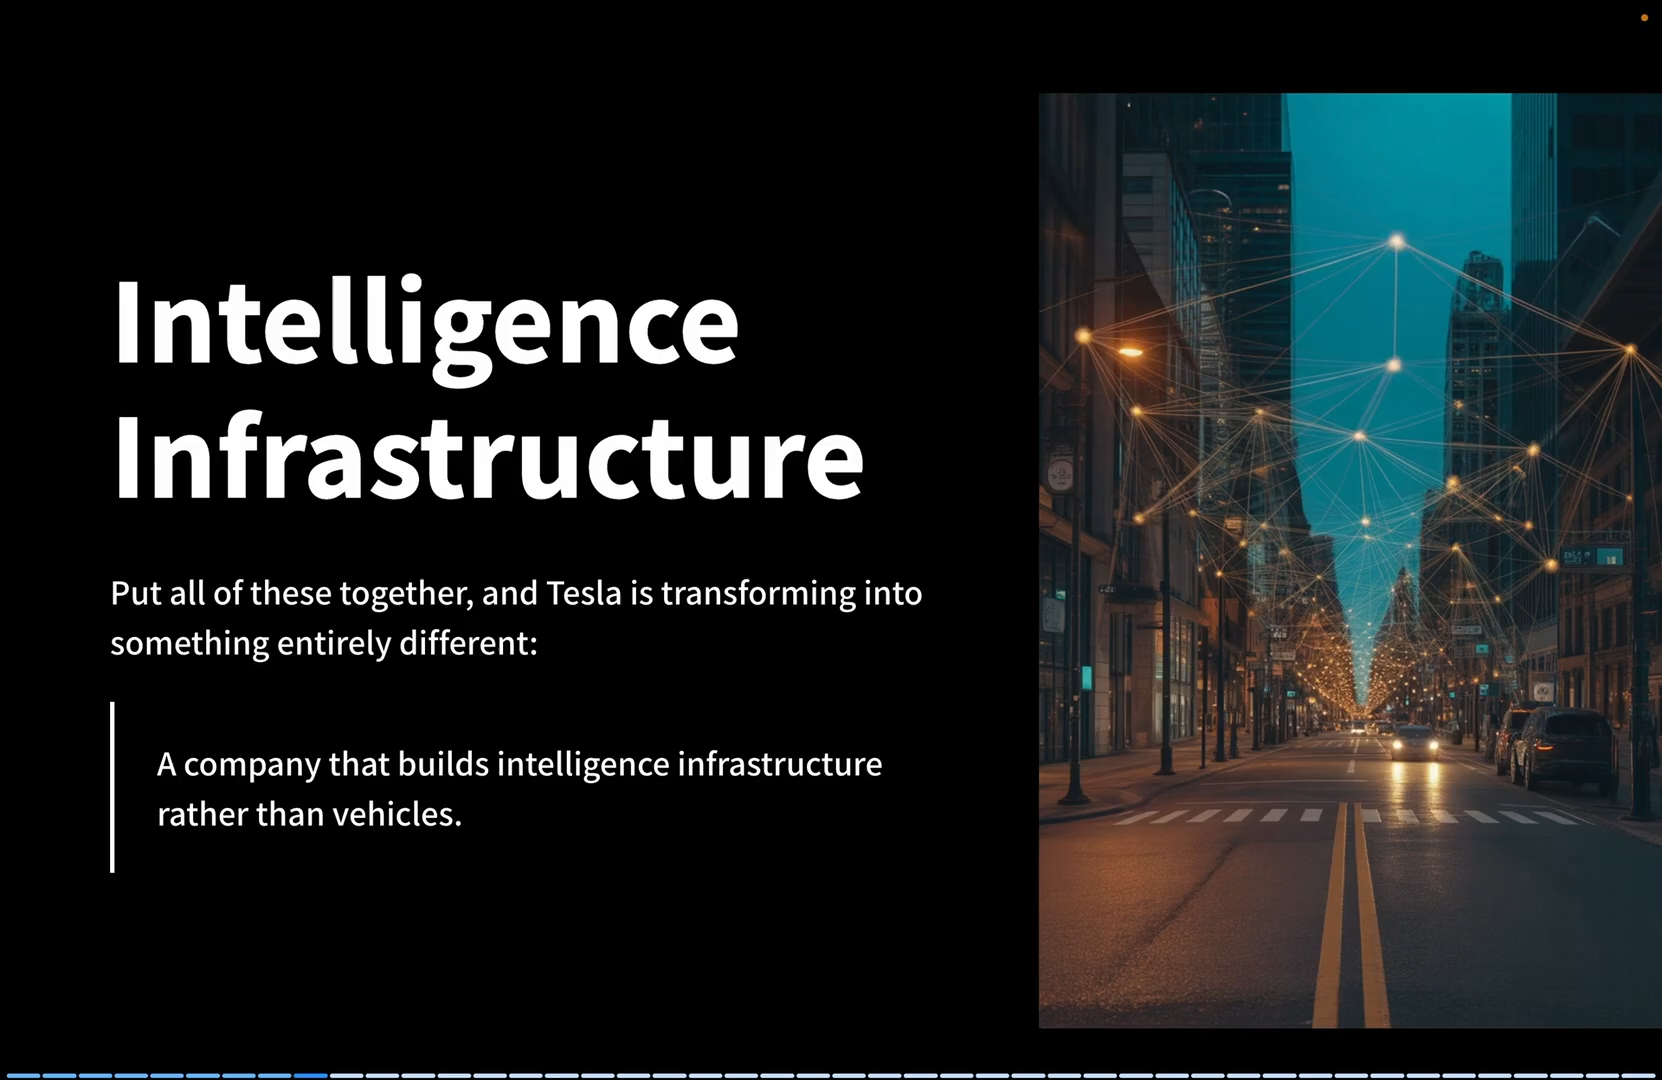 Intelligence
Infrastructure
Put all of these together, and Tesla is transforming into
something entirely different:
A company that builds intelligence infrastructure
rather than vehicles.